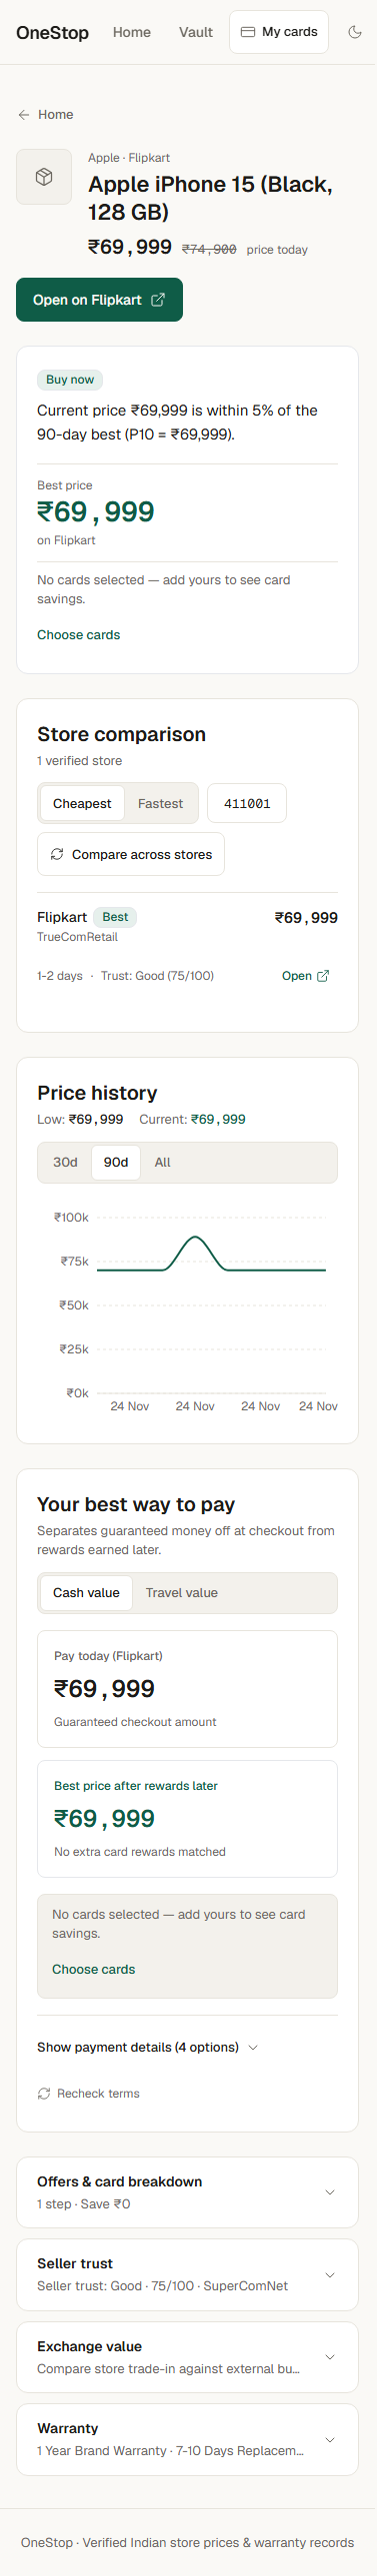 OneStop Home Vault My cards
Home
Apple · Flipkart
Apple iPhone 15 (Black,
128 GB)
₹69,999 ₹74,900 price today
Open on Flipkart
Buy now
Current price ₹69,999 is within 5% of the
90-day best (P10 = ₹69,999).
Best price
₹69,999
on Flipkart
No cards selected — add yours to see card
savings.
Choose cards
Store comparison
1 verified store
Cheapest Fastest 411001
Compare across stores
Flipkart Best ₹69,999
TrueComRetail
1-2 days · Trust: Good (75/100) Open
Price history
Low: ₹69,999 Current: ₹69,999
30d 90d All
₹100k
₹75k
₹50k
₹25k
₹0k
24 Nov 24 Nov 24 Nov 24 Nov
Your best way to pay
Separates guaranteed money off at checkout from
rewards earned later.
Cash value Travel value
Pay today (Flipkart)
₹69,999
Guaranteed checkout amount
Best price after rewards later
₹69,999
No extra card rewards matched
No cards selected — add yours to see card
savings.
Choose cards
Show payment details (4 options)
Recheck terms
Offers & card breakdown
1 step · Save ₹0
Seller trust
Seller trust: Good · 75/100 · SuperComNet
Exchange value
Compare store trade-in against external bu...
Warranty
1 Year Brand Warranty · 7-10 Days Replacem...
OneStop · Verified Indian store prices & warranty records